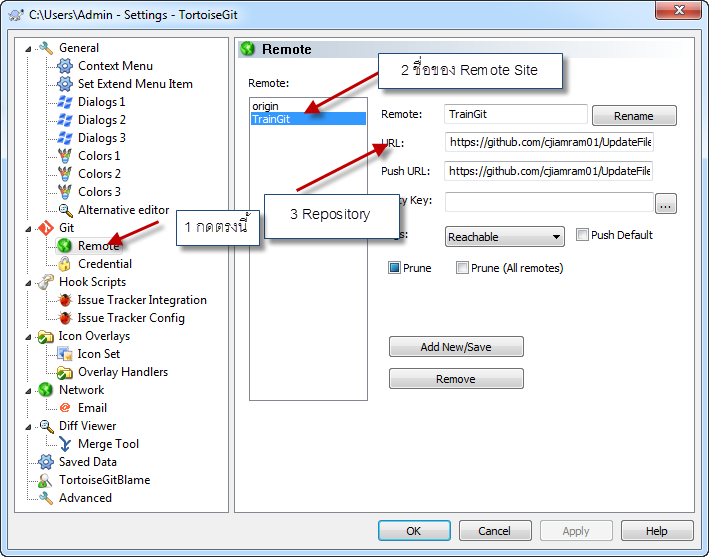 C:\Users\Admin - Settings - TortoiseGit
General
Context Menu
Set Extend Menu Item
Dialogs 1
Dialogs 2
Dialogs 3
Colors 1
Colors 2
Colors 3
Alternative editor
Git
Remote
Credential
Hook Scripts
Issue Tracker Integration
Issue Tracker Config
Icon Overlays
Icon Set
Overlay Handlers
Network
Email
Diff Viewer
Merge Tool
Saved Data
TortoiseGitBlame
Advanced
1 กดตรงนี้
Remote
2 ชื่อของ Remote Site
Remote:
origin
TrainGit
Remote: TrainGit Rename
URL: https://github.com/cjiamram01/UpdateFile
Push URL: https://github.com/cjiamram01/UpdateFile
3 Repository
Key: ...
Reachable Push Default
Prune Prune (All remotes)
Add New/Save
Remove
OK Cancel Apply Help